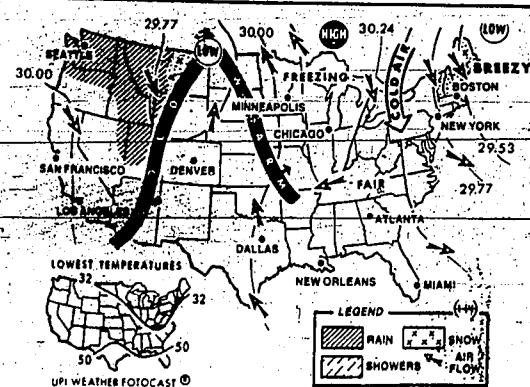 29.77
30.00
HIGH
30.24
LOW
SEATTLE
LOW
FREEZING
COLD AIR
BREEZY
30.00
BOSTON
MINNEAPOLIS
COLD
WARM
CHICAGO
NEW YORK
29.53
SAN FRANCISCO
DENVER
FAIR
29.77
LOS ANGELES
ATLANTA
DALLAS
LOWEST TEMPERATURES
32
32
NEW ORLEANS
MIAMI
LEGEND
RAIN
SNOW
SHOWERS
AIR
FLOW
50
50
UPI WEATHER FOTOCAST ®